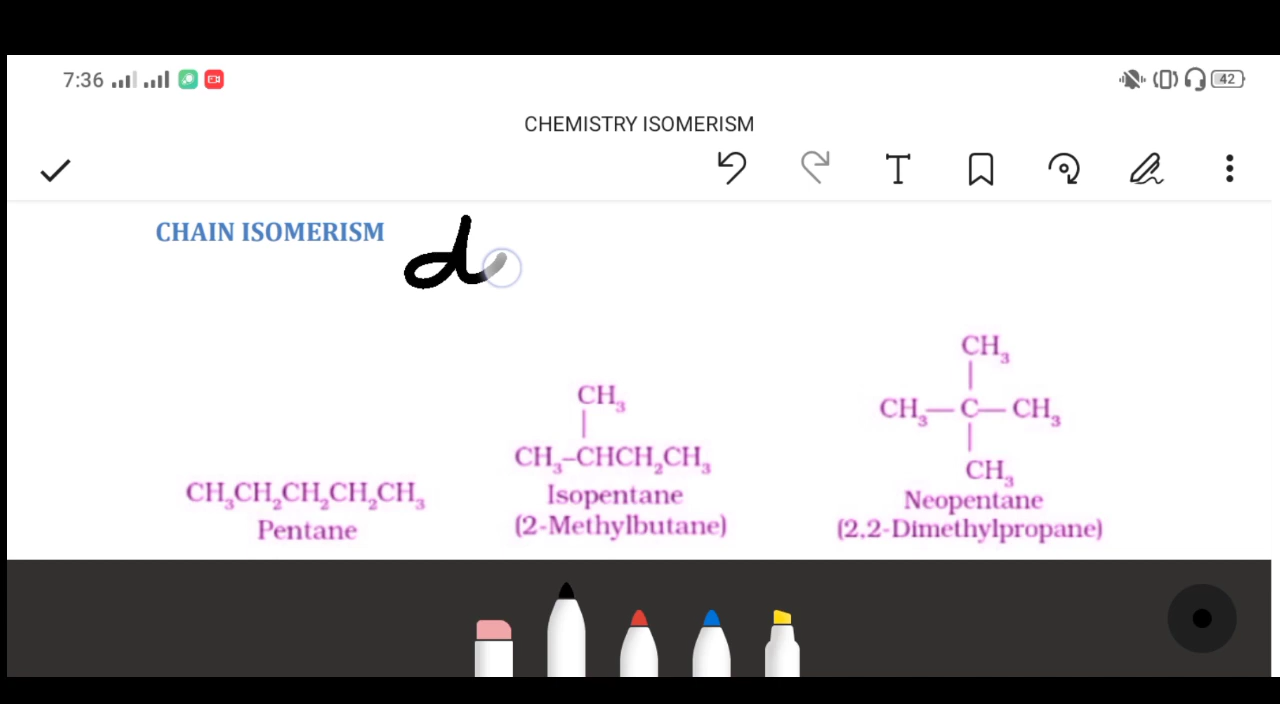 7:36
42
CHEMISTRY ISOMERISM
T
CHAIN ISOMERISM
d
CH₃
CH₃
|
|
CH₃—C—CH₃
CH₃–CHCH₂CH₃
|
CH₃
CH₃CH₂CH₂CH₂CH₃
Isopentane
Neopentane
Pentane
(2-Methylbutane)
(2,2-Dimethylpropane)